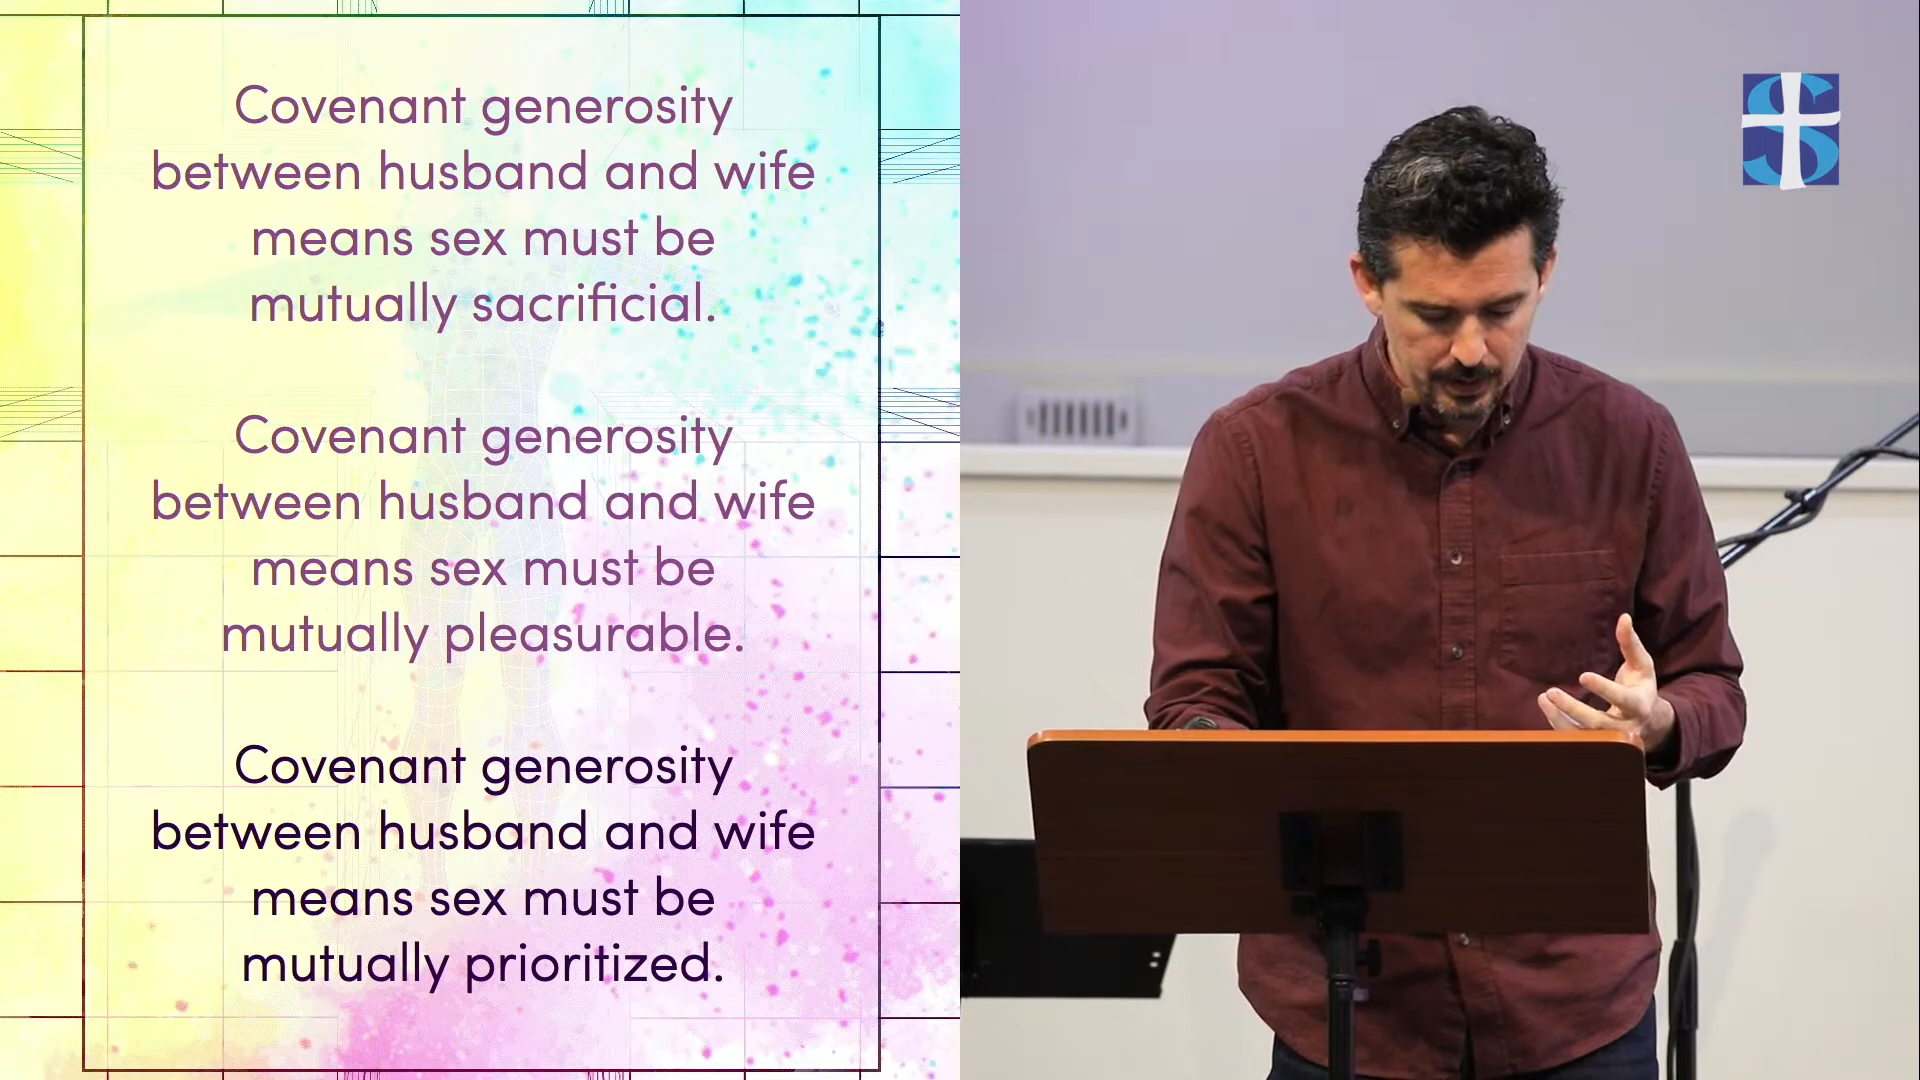 Covenant generosity
between husband and wife
means sex must be
mutually sacrificial.
Covenant generosity
between husband and wife
means sex must be
mutually pleasurable.
Covenant generosity
between husband and wife
means sex must be
mutually prioritized.
S